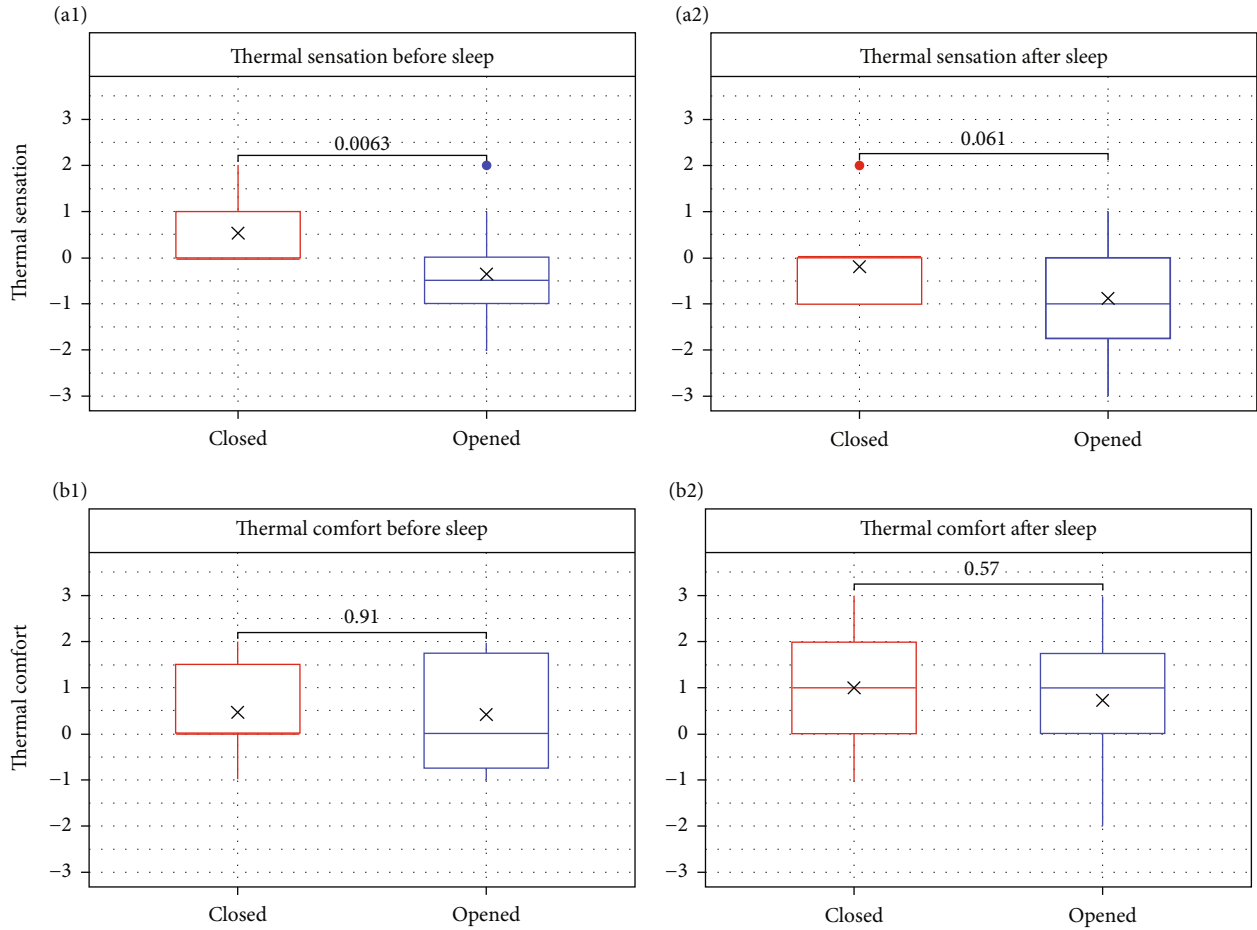 (a1)
Thermal sensation before sleep
Thermal sensation
3
2
1
0
−1
−2
−3
0.0063
Closed
Opened
(a2)
Thermal sensation after sleep
3
2
1
0
−1
−2
−3
0.061
Closed
Opened
(b1)
Thermal comfort before sleep
Thermal comfort
3
2
1
0
−1
−2
−3
0.91
Closed
Opened
(b2)
Thermal comfort after sleep
3
2
1
0
−1
−2
−3
0.57
Closed
Opened